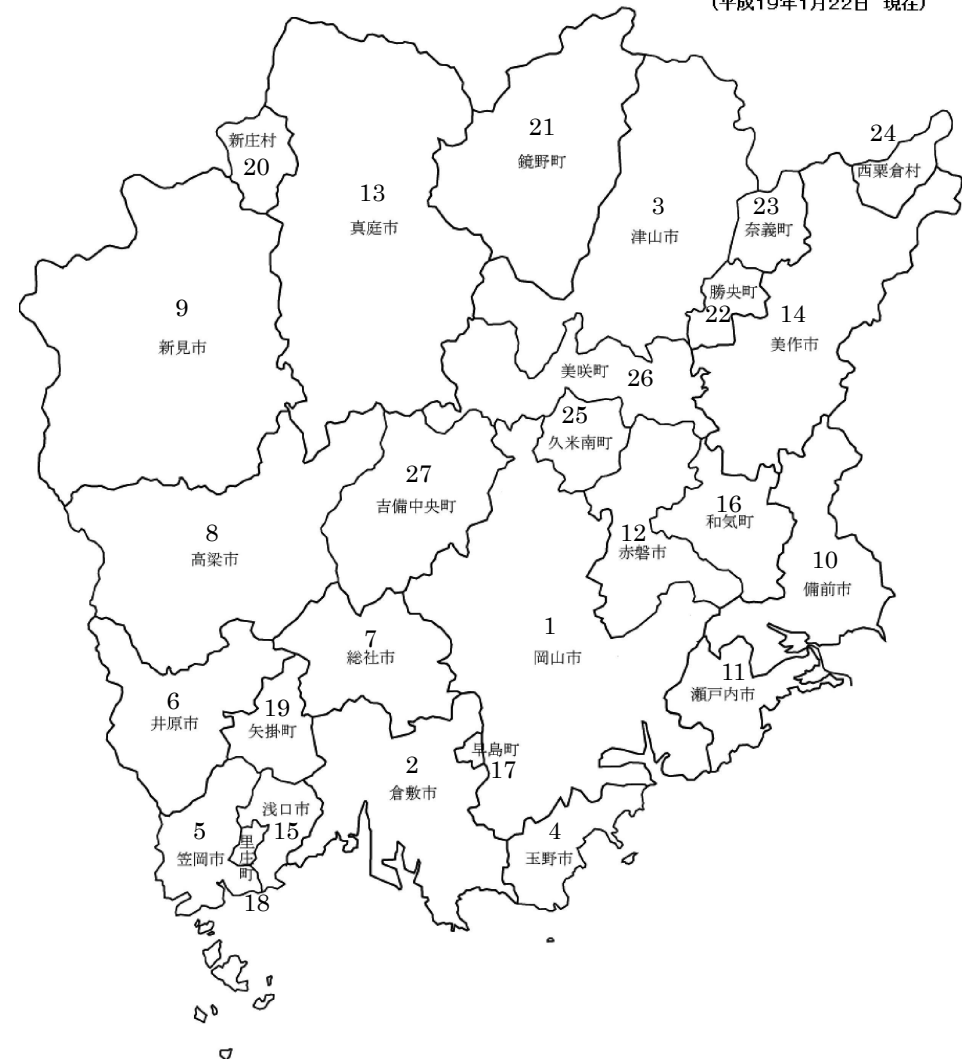 (平成19年1月22日 現在)
24
西粟倉村
21
鏡野町
新庄村
20
13
真庭市
3
津山市
23
奈義町
勝央町
22
14
美作市
9
新見市
美咲町 26
25
久米南町
27
吉備中央町
16
和気町
8
高梁市
12
赤磐市
10
備前市
1
岡山市
7
総社市
11
瀬戸内市
6
井原市
19
矢掛町
早島町
17
2
倉敷市
浅口市
15
5
笠岡市
里庄町
18
4
玉野市